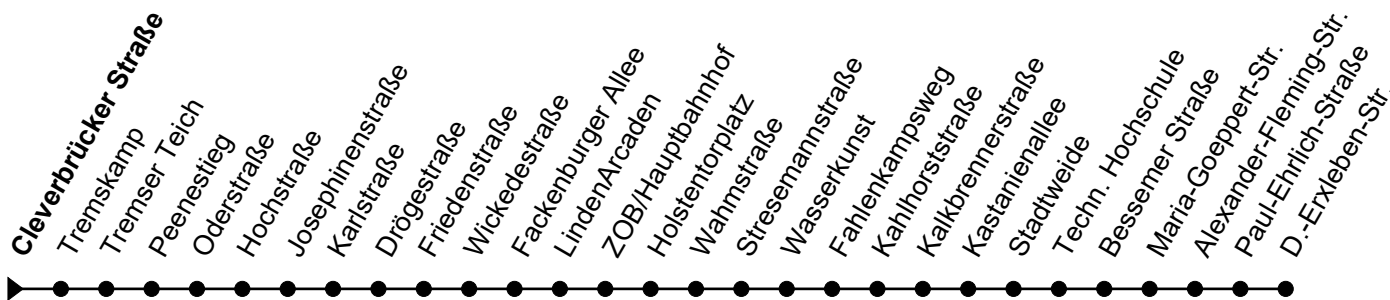 Cleverbrücker Straße
Tremskamp
Tremser Teich
Peenestieg
Oderstraße
Hochstraße
Josephinenstraße
Karlstraße
Drögestraße
Friedenstraße
Wickedestraße
Fackenburger Allee
LindenArcaden
ZOB/Hauptbahnhof
Holstentorplatz
Wahmstraße
Stresemannstraße
Wasserkunst
Fahlenkampsweg
Kahlhorststraße
Kalkbrennerstraße
Kastanienallee
Stadtweide
Techn. Hochschule
Bessemer Straße
Maria-Goeppert-Str.
Alexander-Fleming-Str.
Paul-Ehrlich-Straße
D.-Erxleben-Str.